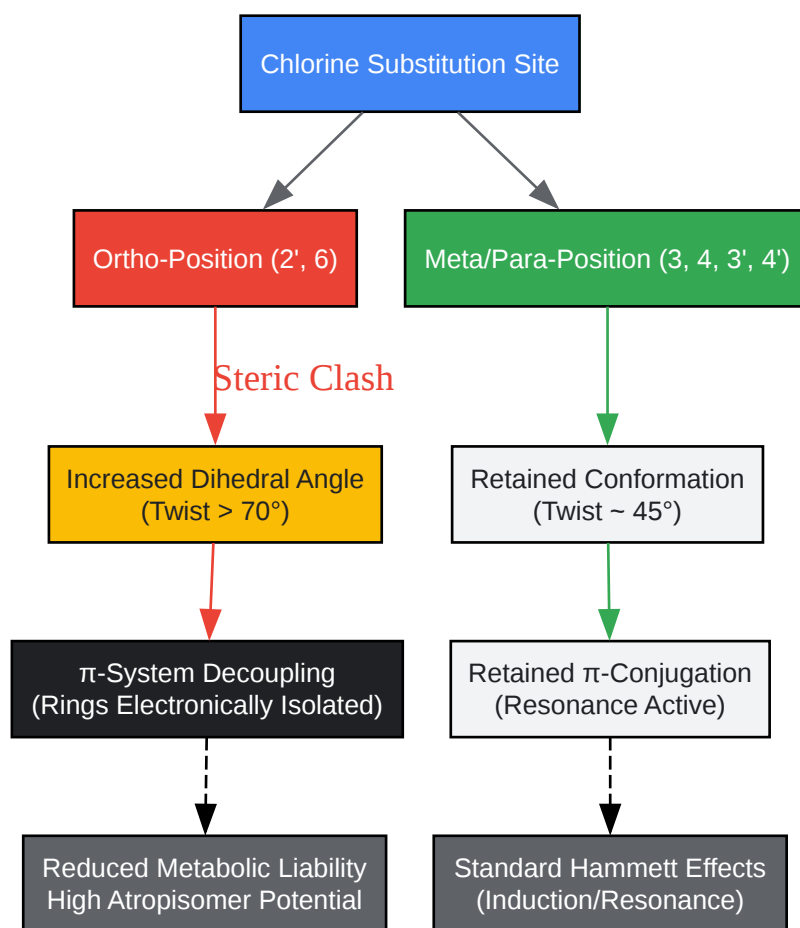 Chlorine Substitution Site
Ortho-Position (2', 6)
Meta/Para-Position (3, 4, 3', 4')
Steric Clash
Increased Dihedral Angle
(Twist > 70°)
Retained Conformation
(Twist ~ 45°)
π-System Decoupling
(Rings Electronically Isolated)
Retained π-Conjugation
(Resonance Active)
Reduced Metabolic Liability
High Atropisomer Potential
Standard Hammett Effects
(Induction/Resonance)